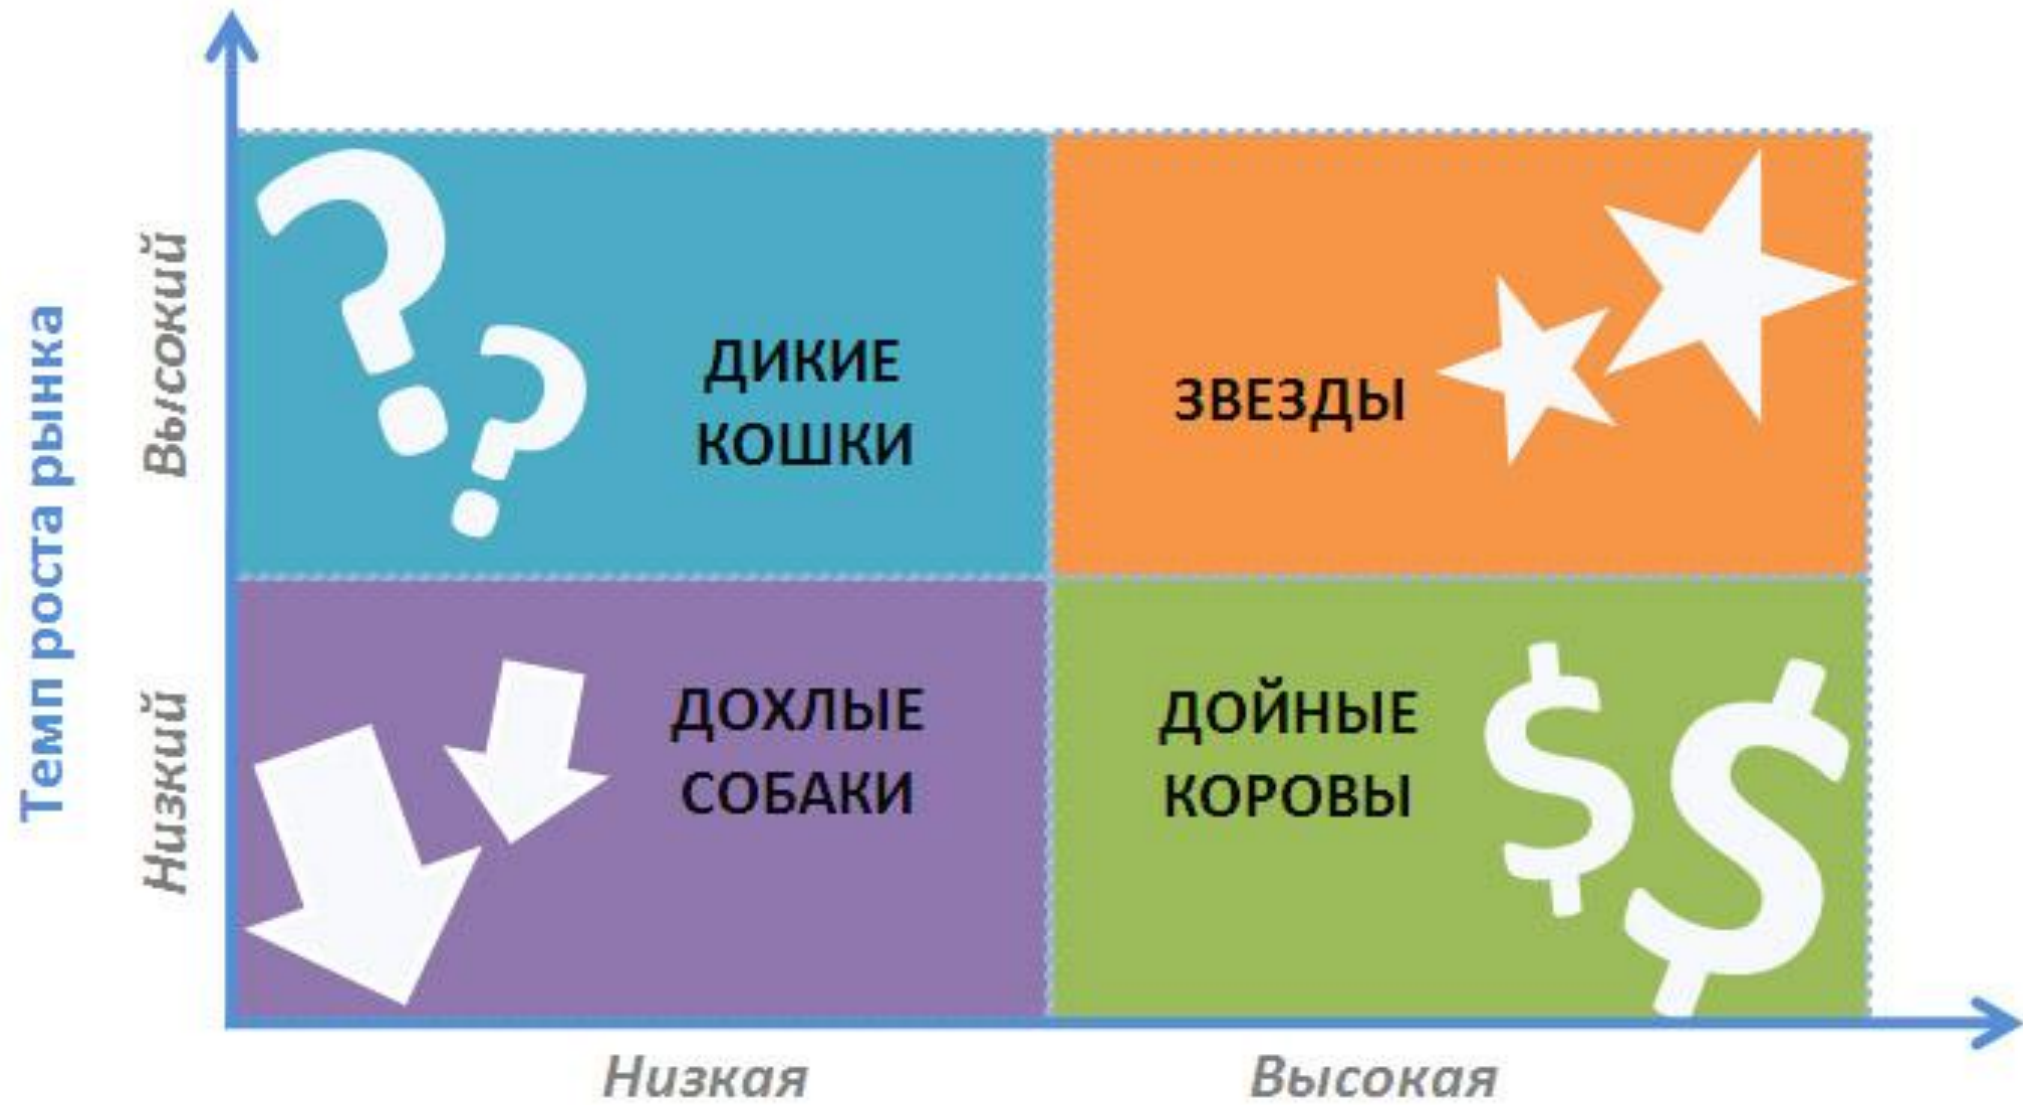 Темп роста рынка
Высокий
ДИКИЕ
КОШКИ
ЗВЕЗДЫ
Низкий
ДОХЛЫЕ
СОБАКИ
ДОЙНЫЕ
КОРОВЫ
Низкая
Высокая